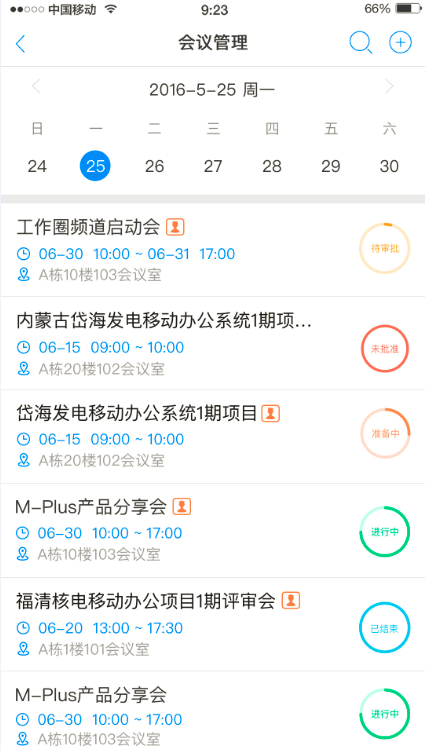 中国移动 9:23 66%
会议管理
2016-5-25 周一
日 一 二 三 四 五 六
24 25 26 27 28 29 30
工作圈频道启动会
06-30 10:00 ~ 06-31 17:00
A栋10楼103会议室
待审批
内蒙古岱海发电移动办公系统1期项...
06-15 09:00 ~ 10:00
A栋20楼102会议室
未批准
岱海发电移动办公系统1期项目
06-15 09:00 ~ 10:00
A栋20楼102会议室
准备中
M-Plus产品分享会
06-30 10:00 ~ 17:00
A栋10楼103会议室
进行中
福清核电移动办公项目1期评审会
06-20 13:00 ~ 17:30
A栋1楼101会议室
已结束
M-Plus产品分享会
06-30 10:00 ~ 17:00
A栋10楼103会议室
进行中